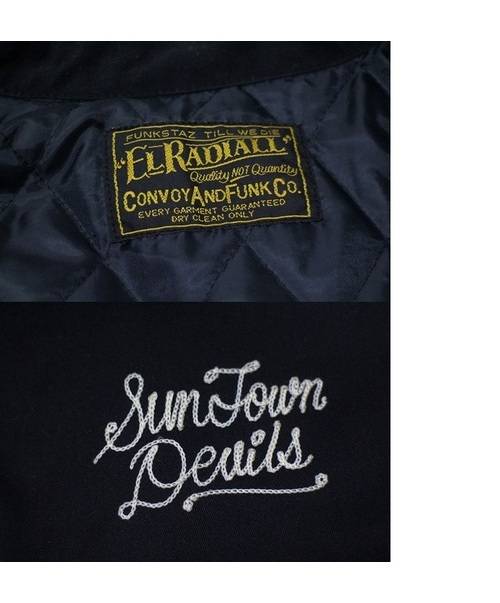 FUNKSTAZ TILL WE DIE
"EL RADIALL"
Quality NOT Quantity
CONVOY AND FUNK CO.
EVERY GARMENT GUARANTEED
DRY CLEAN ONLY
Sun Town
Devils